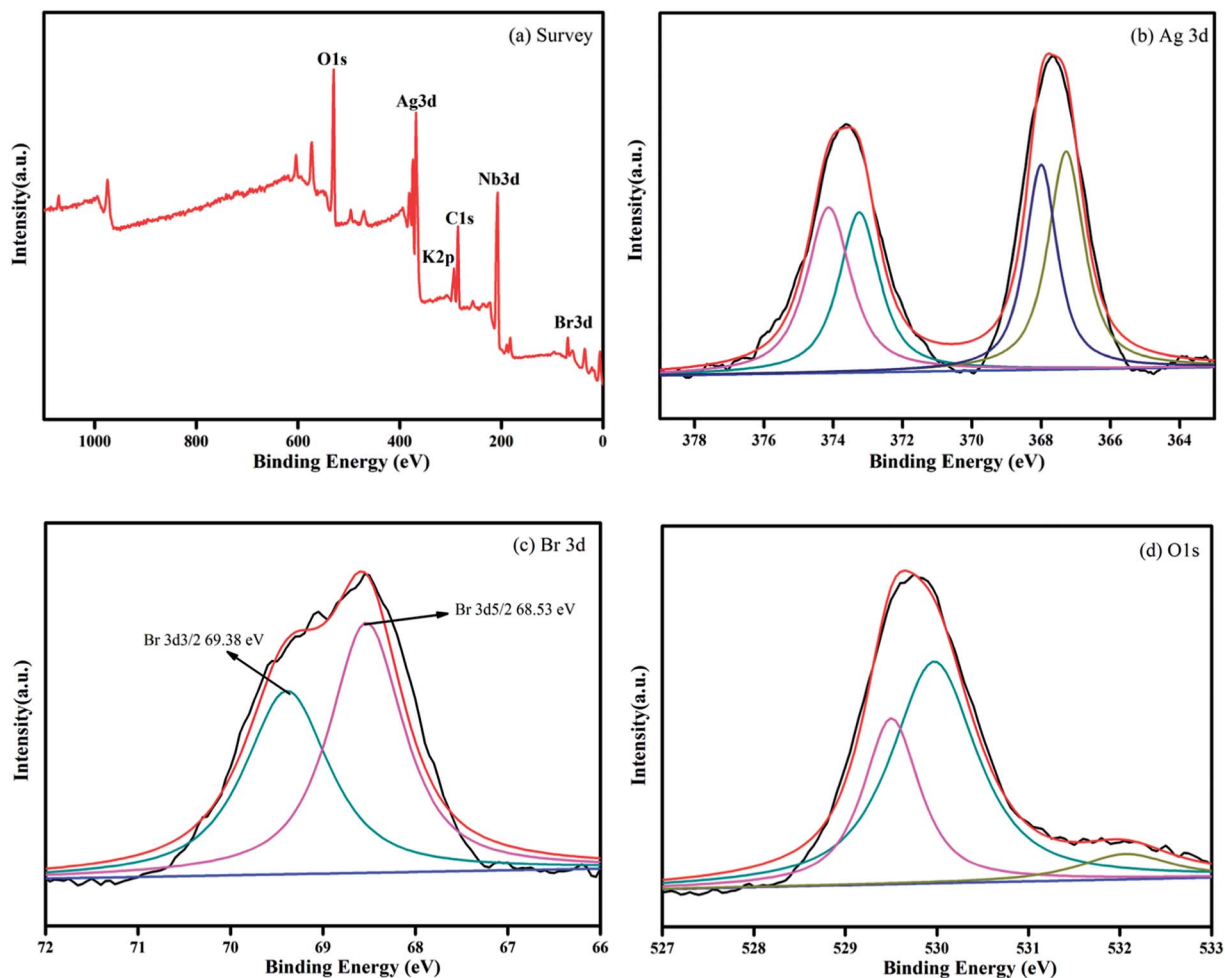 (a) Survey
O1s
Ag3d
Nb3d
C1s
K2p
Br3d
Intensity(a.u.)
1000 800 600 400 200 0
Binding Energy (eV)
(b) Ag 3d
Intensity(a.u.)
378 376 374 372 370 368 366 364
Binding Energy (eV)
(c) Br 3d
Br 3d5/2 68.53 eV
Br 3d3/2 69.38 eV
Intensity(a.u.)
72 71 70 69 68 67 66
Binding Energy (eV)
(d) O1s
Intensity(a.u.)
527 528 529 530 531 532 533
Binding Energy (eV)